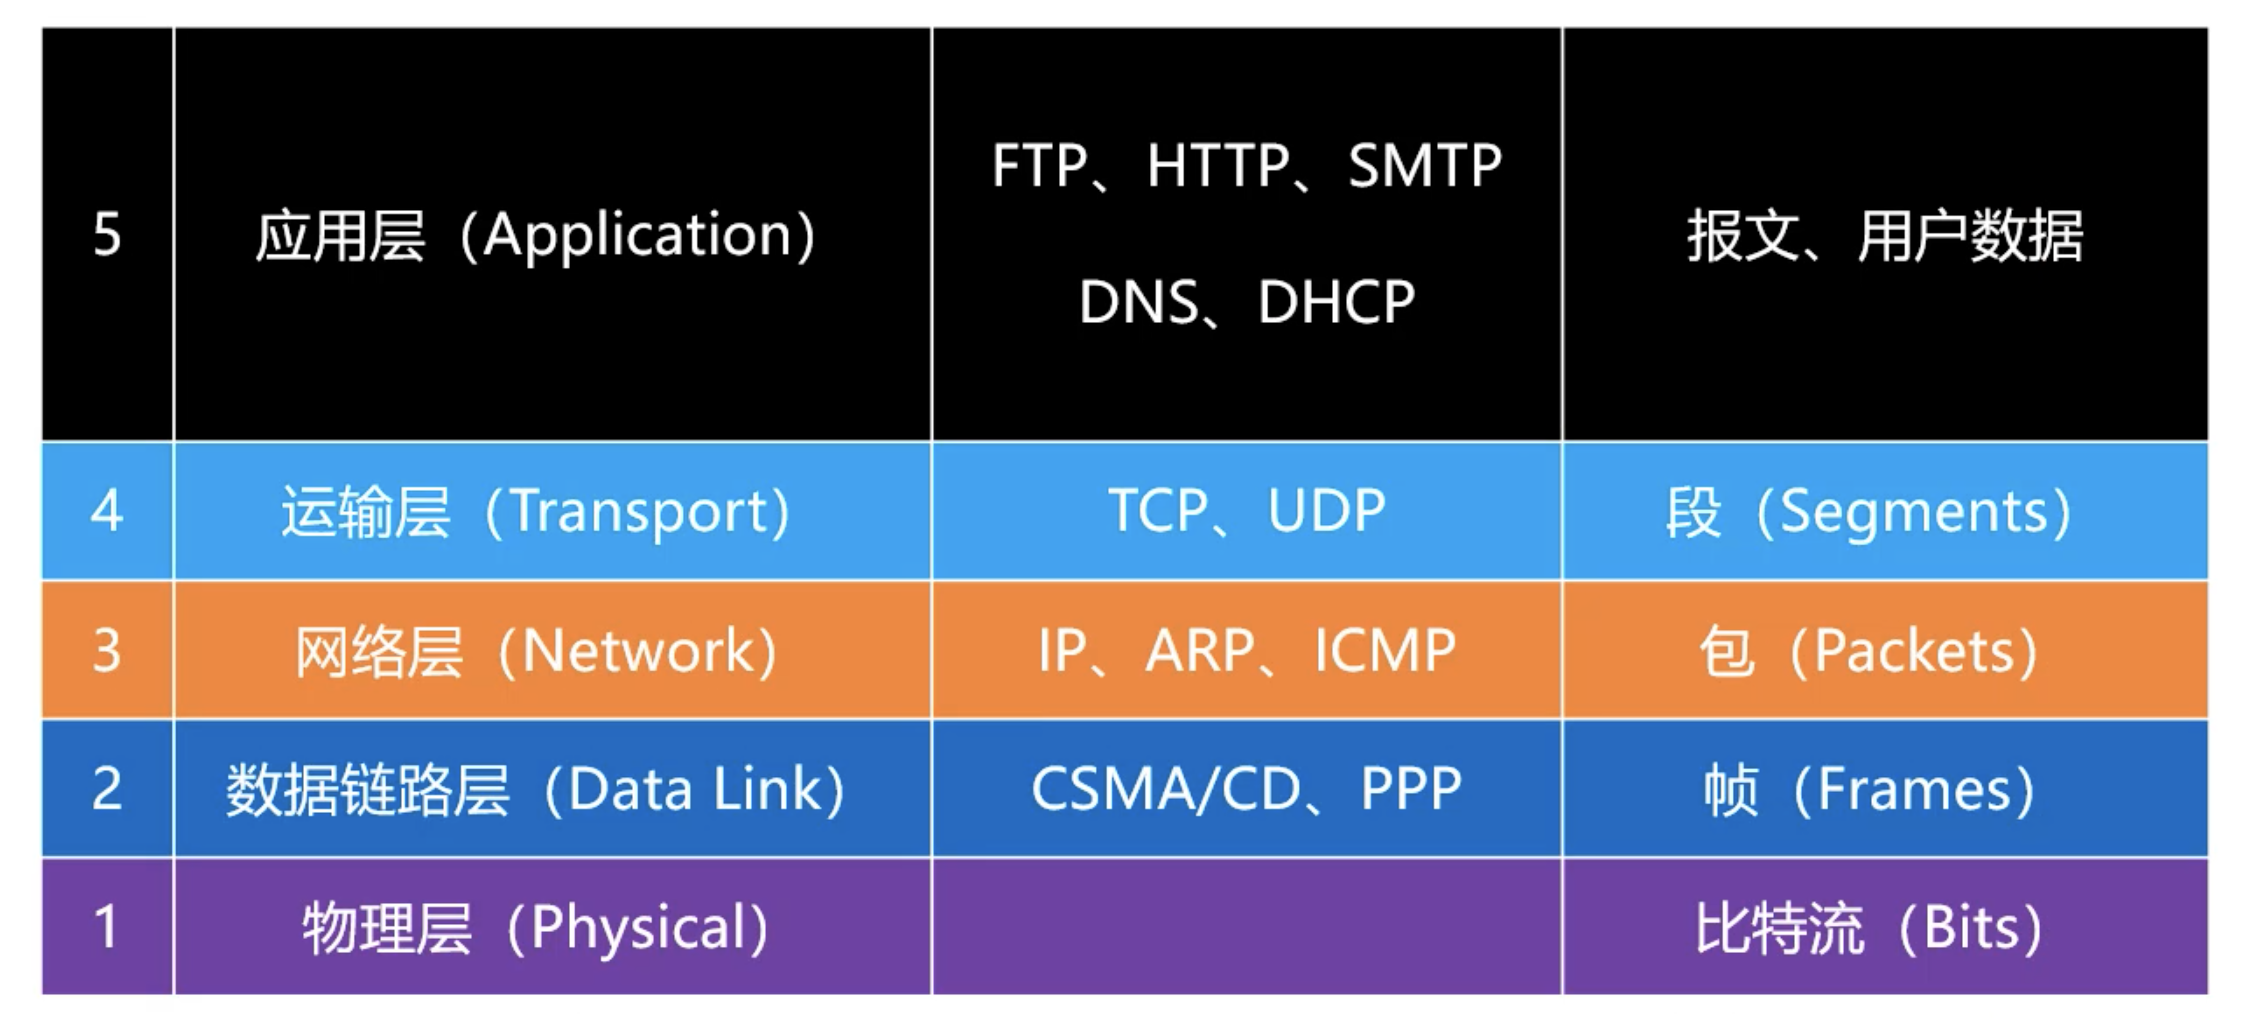 5
应用层（Application）
FTP、HTTP、SMTP
DNS、DHCP
报文、用户数据
4
运输层（Transport）
TCP、UDP
段（Segments）
3
网络层（Network）
IP、ARP、ICMP
包（Packets）
2
数据链路层（Data Link）
CSMA/CD、PPP
帧（Frames）
1
物理层（Physical）
比特流（Bits）